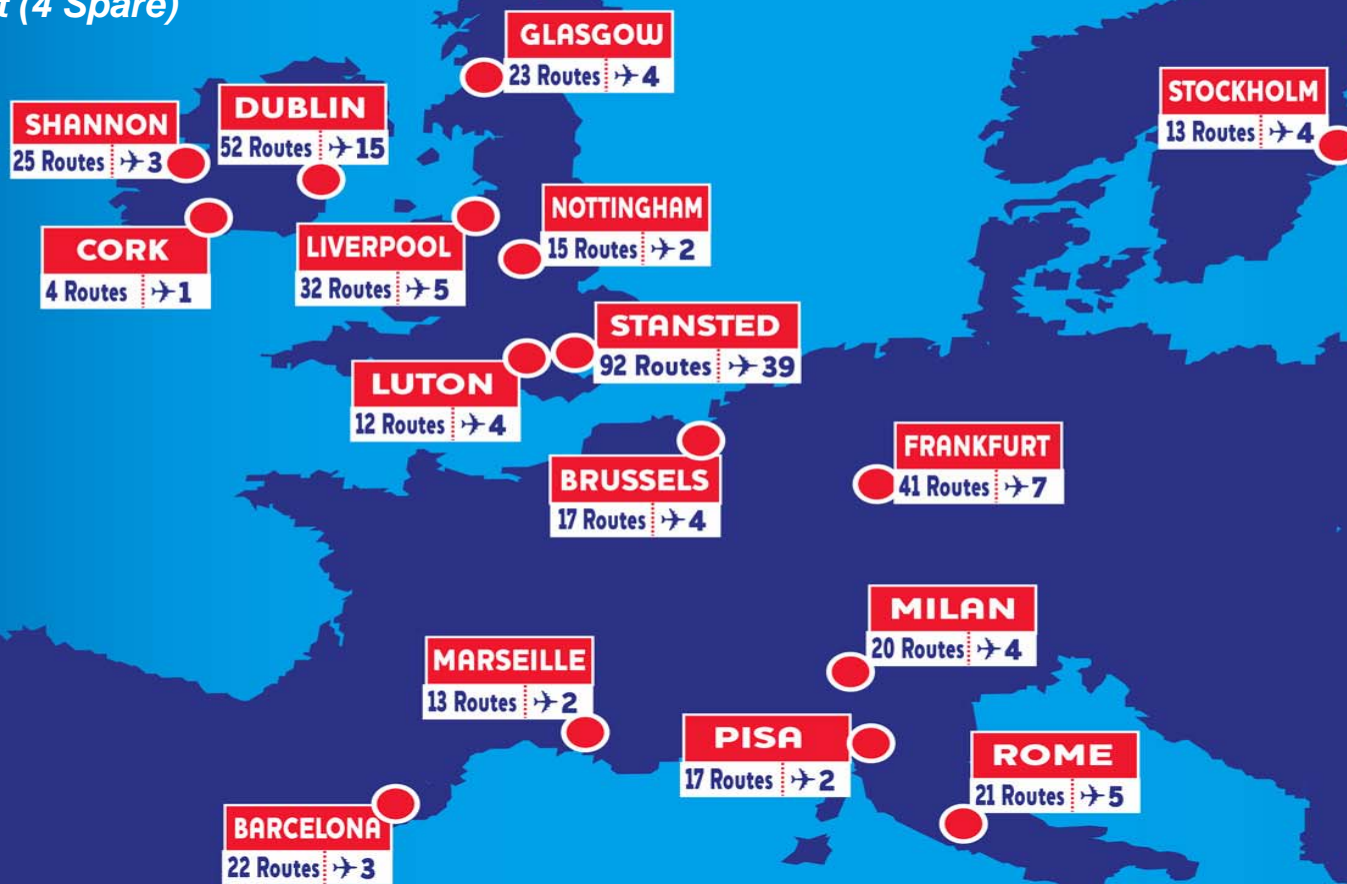 t (4 Spare)
GLASGOW
23 Routes 4
STOCKHOLM
13 Routes 4
DUBLIN
52 Routes 15
SHANNON
25 Routes 3
NOTTINGHAM
15 Routes 2
LIVERPOOL
32 Routes 5
CORK
4 Routes 1
STANSTED
92 Routes 39
LUTON
12 Routes 4
FRANKFURT
41 Routes 7
BRUSSELS
17 Routes 4
MILAN
20 Routes 4
MARSEILLE
13 Routes 2
PISA
17 Routes 2
ROME
21 Routes 5
BARCELONA
22 Routes 3